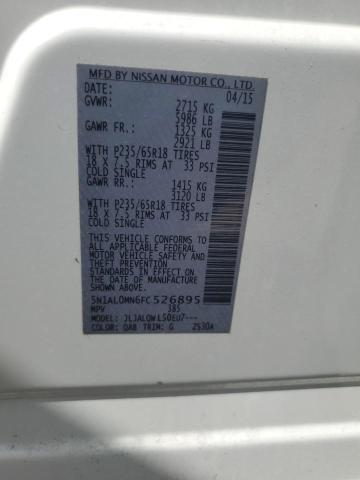 MFD BY NISSAN MOTOR CO., LTD.
DATE: 04/15
GVWR: 2715 KG
5986 LB
GAWR FR.: 1325 KG
2921 LB
WITH P235/65R18 TIRES
18 X 7.5 RIMS AT 33 PSI
COLD SINGLE
GAWR RR.: 1415 KG
3120 LB
WITH P235/65R18 TIRES
18 X 7.5 RIMS AT 33 PSI
COLD SINGLE
THIS VEHICLE CONFORMS TO ALL
APPLICABLE U.S. FEDERAL
MOTOR VEHICLE SAFETY
STANDARDS IN EFFECT ON THE
DATE OF MANUFACTURE SHOWN
ABOVE.
5N1AL0MN6FC526895
MPV 385
MODEL: JLJALQWL50EU7---
COLOR: QAB TRIM: G 2S30A